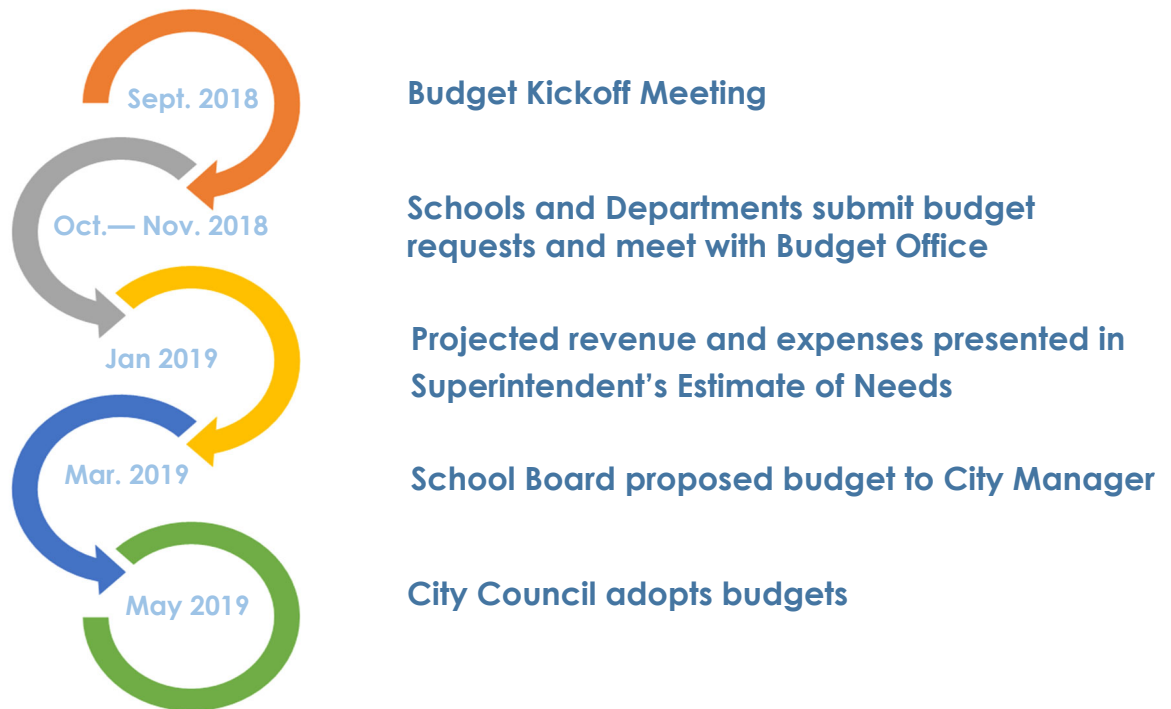 Sept. 2018
Budget Kickoff Meeting
Oct.— Nov. 2018
Schools and Departments submit budget
requests and meet with Budget Office
Jan 2019
Projected revenue and expenses presented in
Superintendent’s Estimate of Needs
Mar. 2019
School Board proposed budget to City Manager
May 2019
City Council adopts budgets